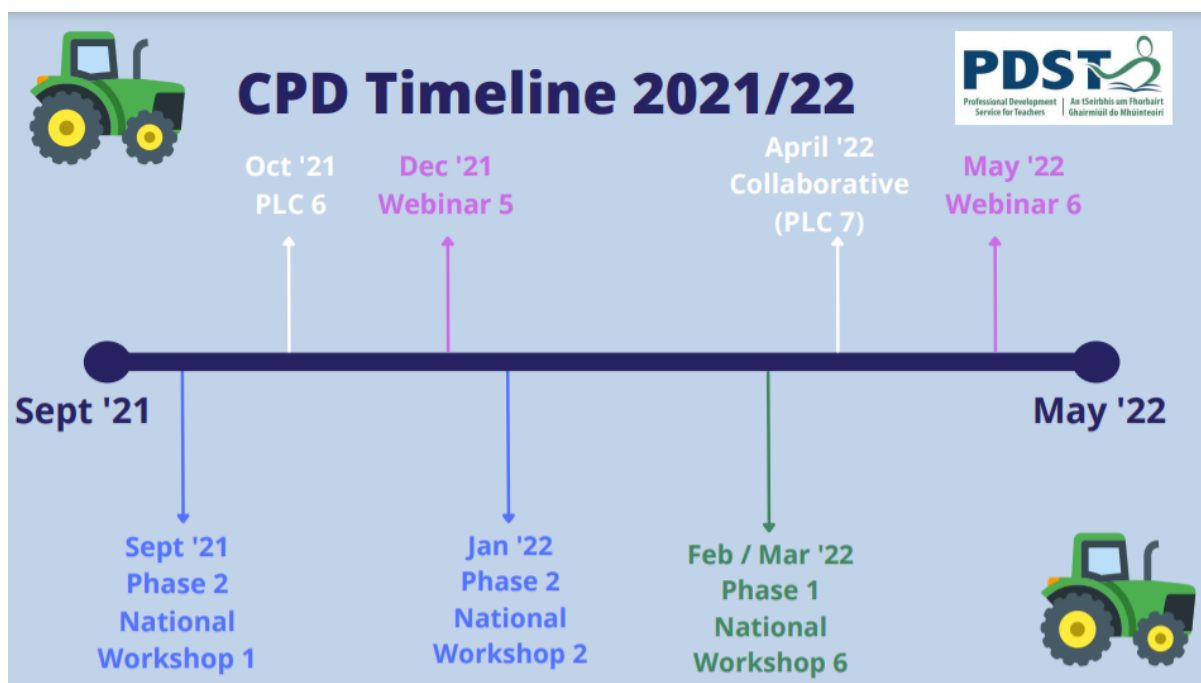 CPD Timeline 2021/22
PDST
Professional Development
Service for Teachers
An tSeirbhís um Fhorbairt
Ghairmiúil do Mhúinteoirí
Oct '21
PLC 6
Dec '21
Webinar 5
April '22
Collaborative
(PLC 7)
May '22
Webinar 6
Sept '21
May '22
Sept '21
Phase 2
National
Workshop 1
Jan '22
Phase 2
National
Workshop 2
Feb / Mar '22
Phase 1
National
Workshop 6